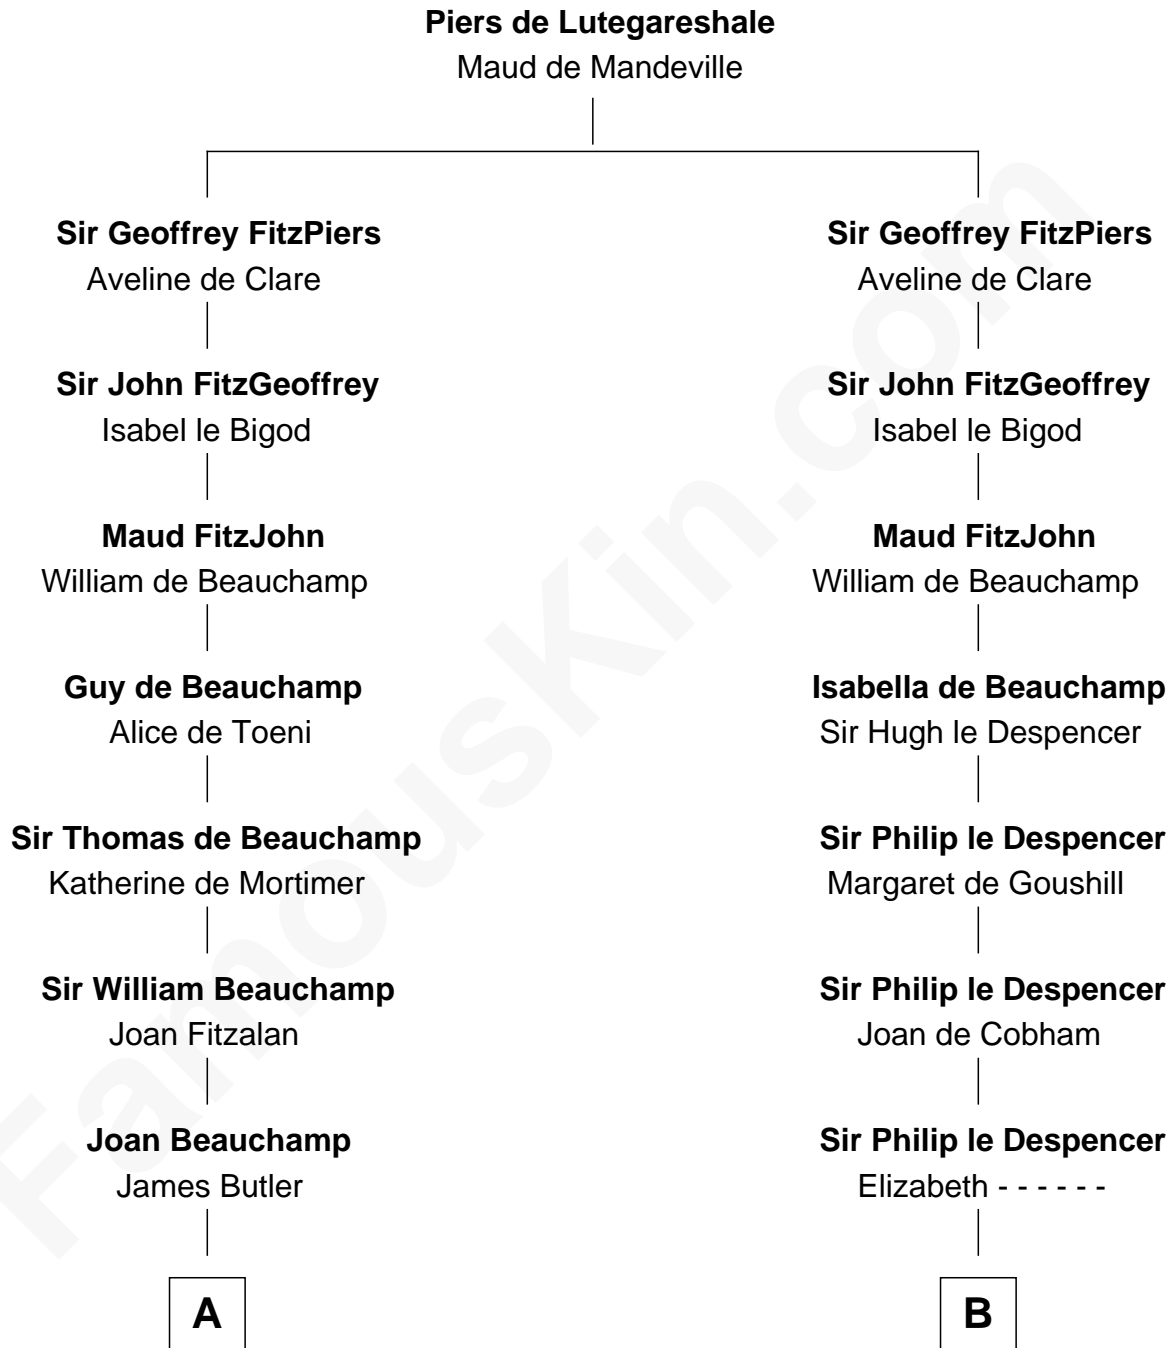 Piers de Lutegareshale
Maud de Mandeville
Sir Geoffrey FitzPiers
Aveline de Clare
Sir John FitzGeoffrey
Isabel le Bigod
Maud FitzJohn
William de Beauchamp
Guy de Beauchamp
Alice de Toeni
Sir Thomas de Beauchamp
Katherine de Mortimer
Sir William Beauchamp
Joan Fitzalan
Joan Beauchamp
James Butler
A
Sir Geoffrey FitzPiers
Aveline de Clare
Sir John FitzGeoffrey
Isabel le Bigod
Maud FitzJohn
William de Beauchamp
Isabella de Beauchamp
Sir Hugh le Despencer
Sir Philip le Despencer
Margaret de Goushill
Sir Philip le Despencer
Joan de Cobham
Sir Philip le Despencer
Elizabeth - - - - - -
B
FamousKin.com